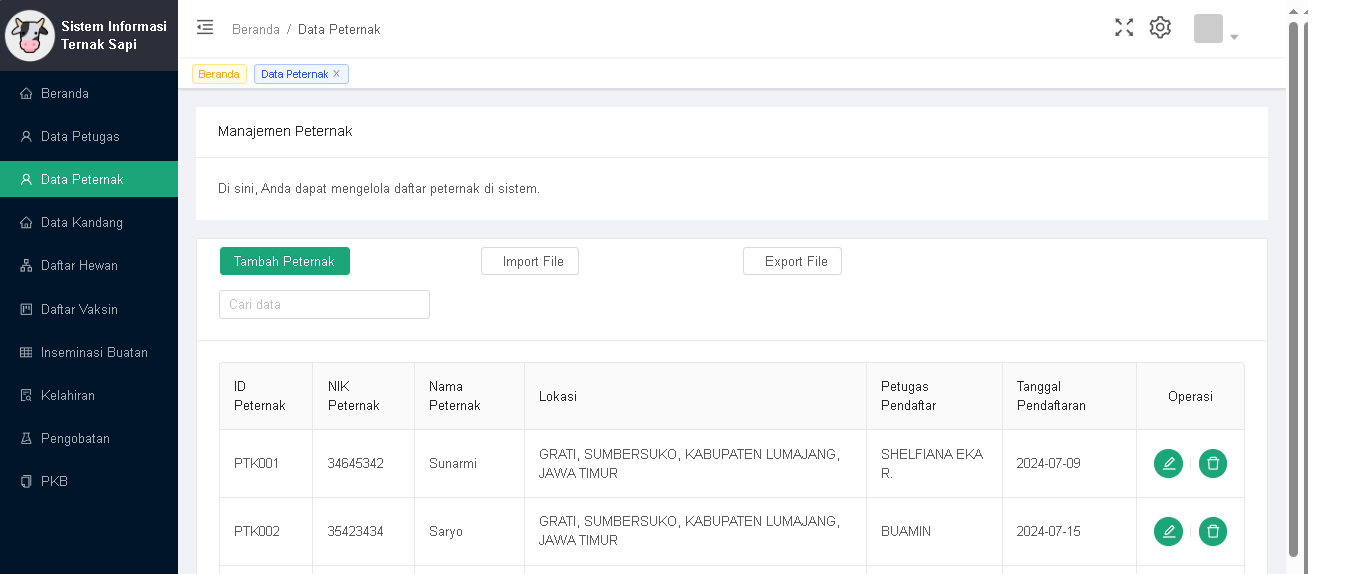 Sistem Informasi
Ternak Sapi
Beranda
Data Petugas
Data Peternak
Data Kandang
Daftar Hewan
Daftar Vaksin
Inseminasi Buatan
Kelahiran
Pengobatan
PKB
Beranda / Data Peternak
Beranda Data Peternak ×
Manajemen Peternak
Di sini, Anda dapat mengelola daftar peternak di sistem.
Tambah Peternak Import File Export File
Cari data
ID Peternak NIK Peternak Nama Peternak Lokasi Petugas Pendaftar Tanggal Pendaftaran Operasi
PTK001 34645342 Sunarmi GRATI, SUMBERSUKO, KABUPATEN LUMAJANG, JAWA TIMUR SHELFIANA EKA R. 2024-07-09
PTK002 35423434 Saryo GRATI, SUMBERSUKO, KABUPATEN LUMAJANG, JAWA TIMUR BUAMIN 2024-07-15